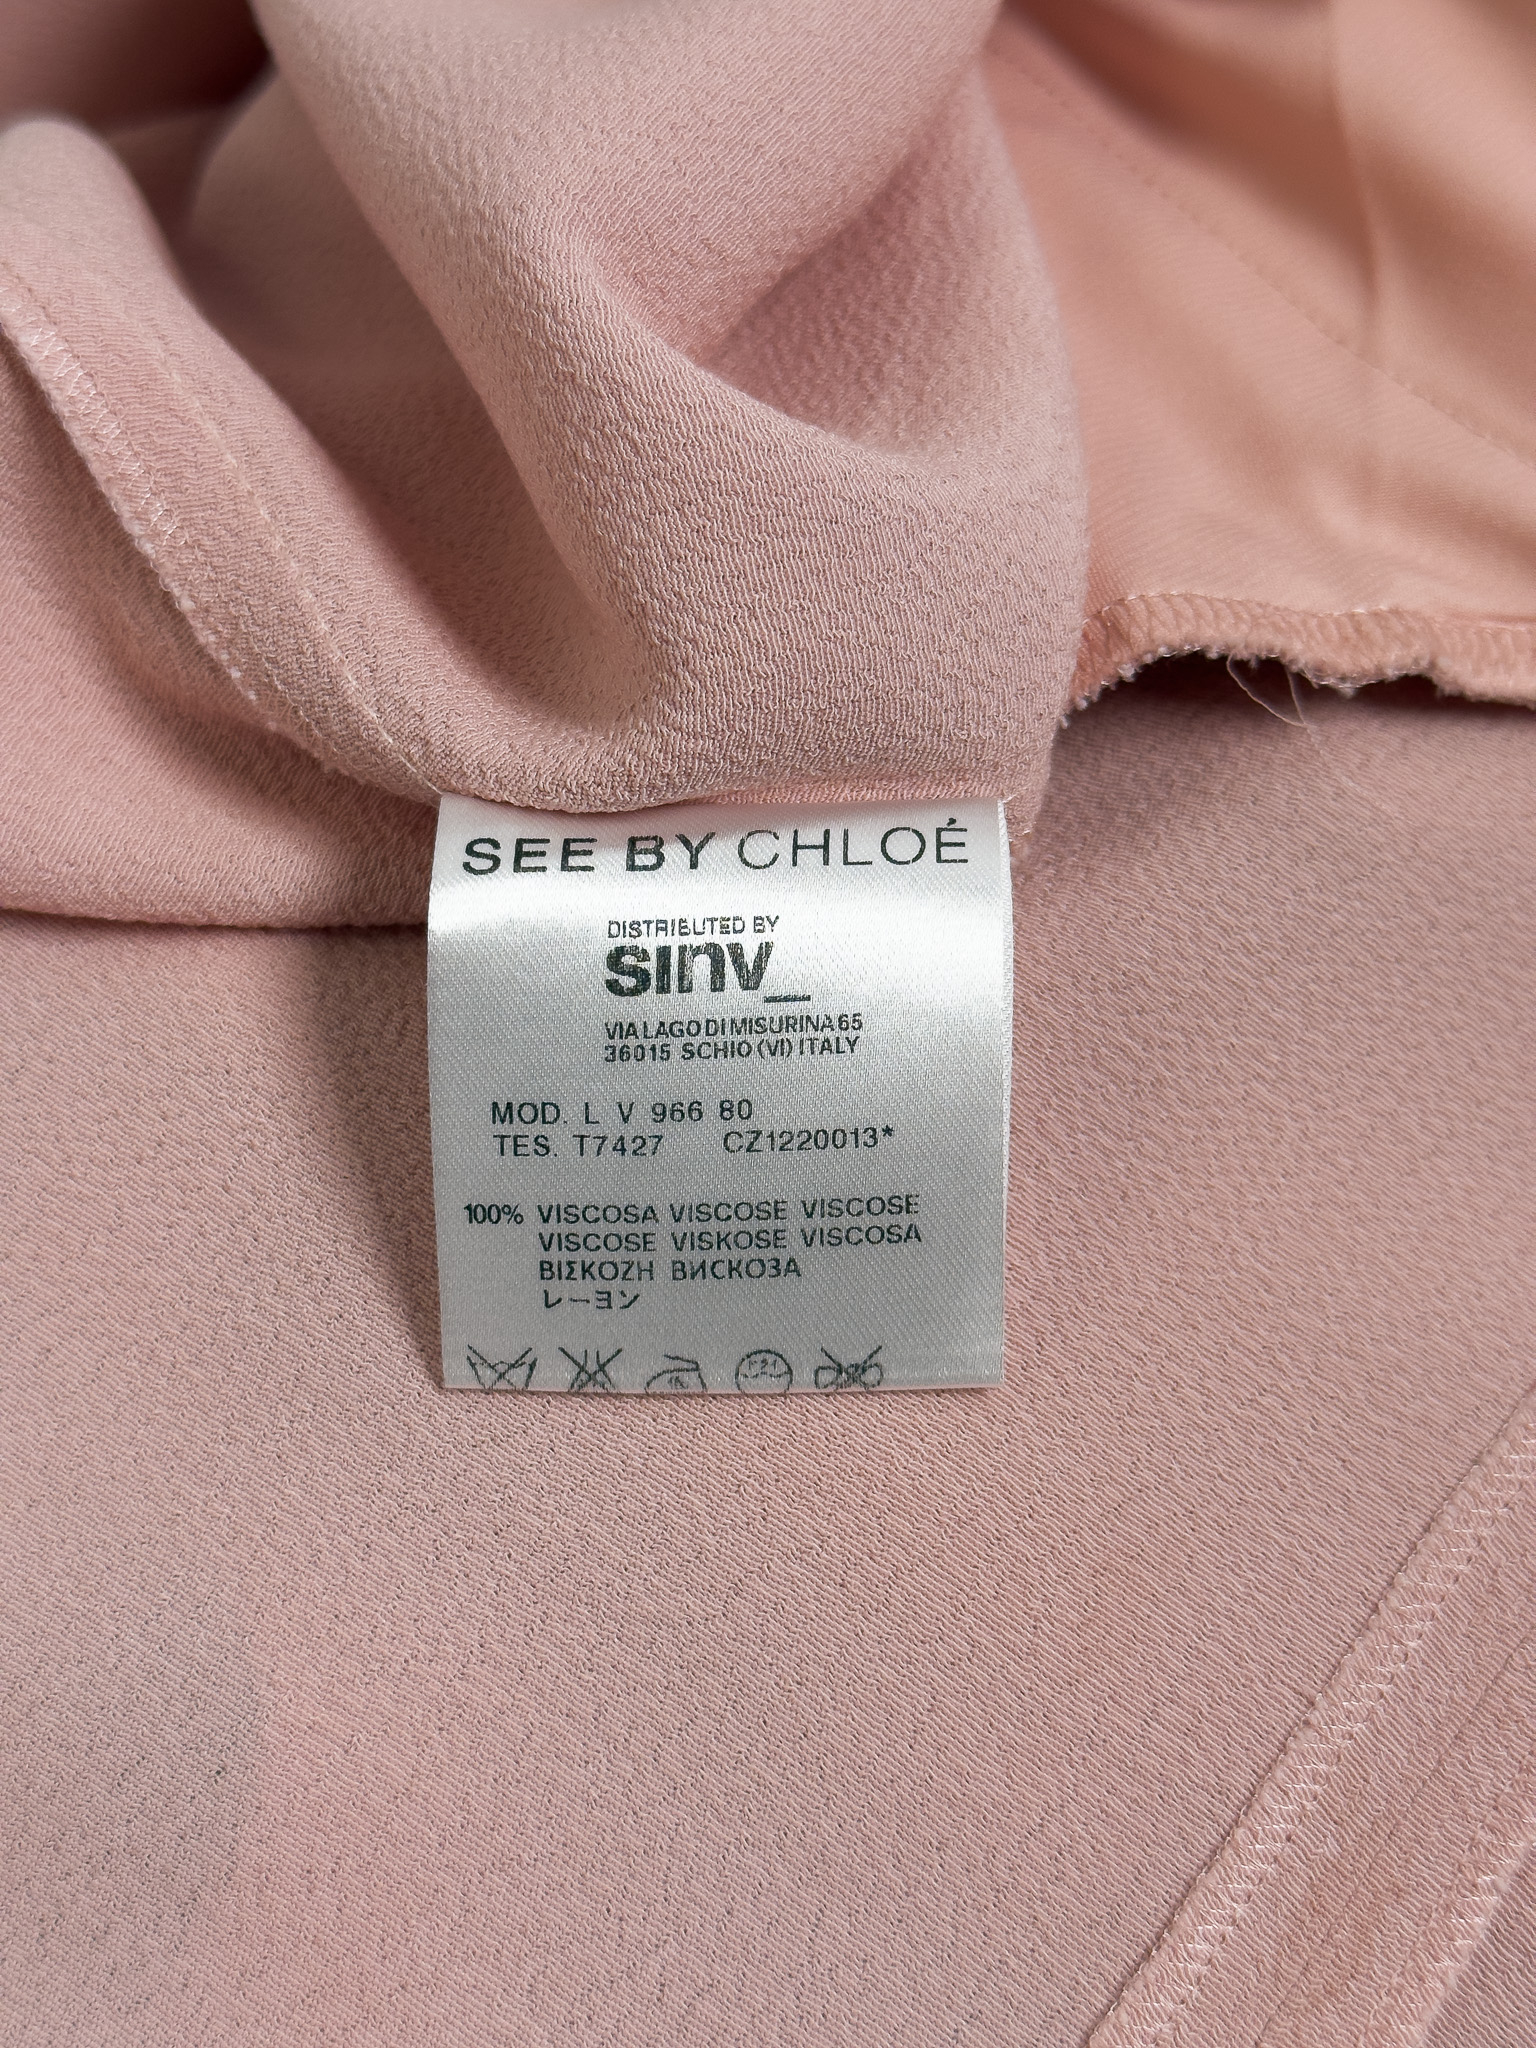 SEE BY CHLOÉ
DISTRIBUTED BY
sinv_
VIA LAGO DI MISURINA 65
36015 SCHIO (VI) ITALY
MOD. L V 966 80
TES. T7427 CZ1220013*
100% VISCOSA VISCOSE VISCOSE
VISCOSE VISKOSE VISCOSA
ΒΙΣΚΟΖΗ ВИСКОЗА
レーヨン